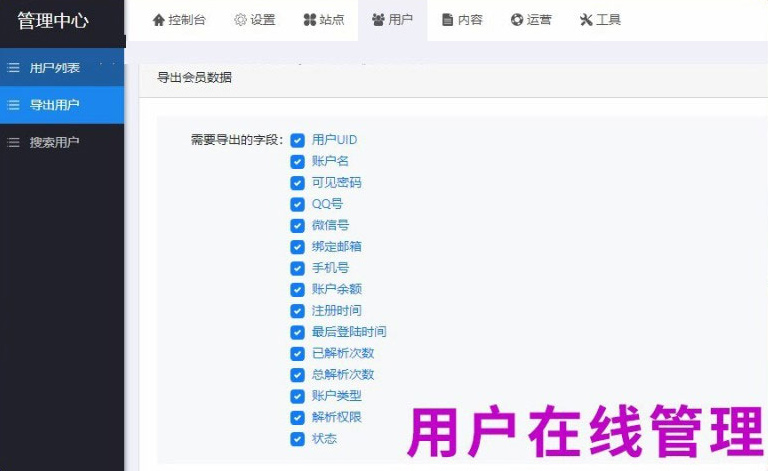 管理中心
控制台 设置 站点 用户 内容 运营 工具
用户列表
导出用户
搜索用户
导出会员数据
需要导出的字段: 用户UID
账户名
可见密码
QQ号
微信号
绑定邮箱
手机号
账户余额
注册时间
最后登陆时间
已解析次数
总解析次数
账户类型
解析权限
状态
用户在线管理